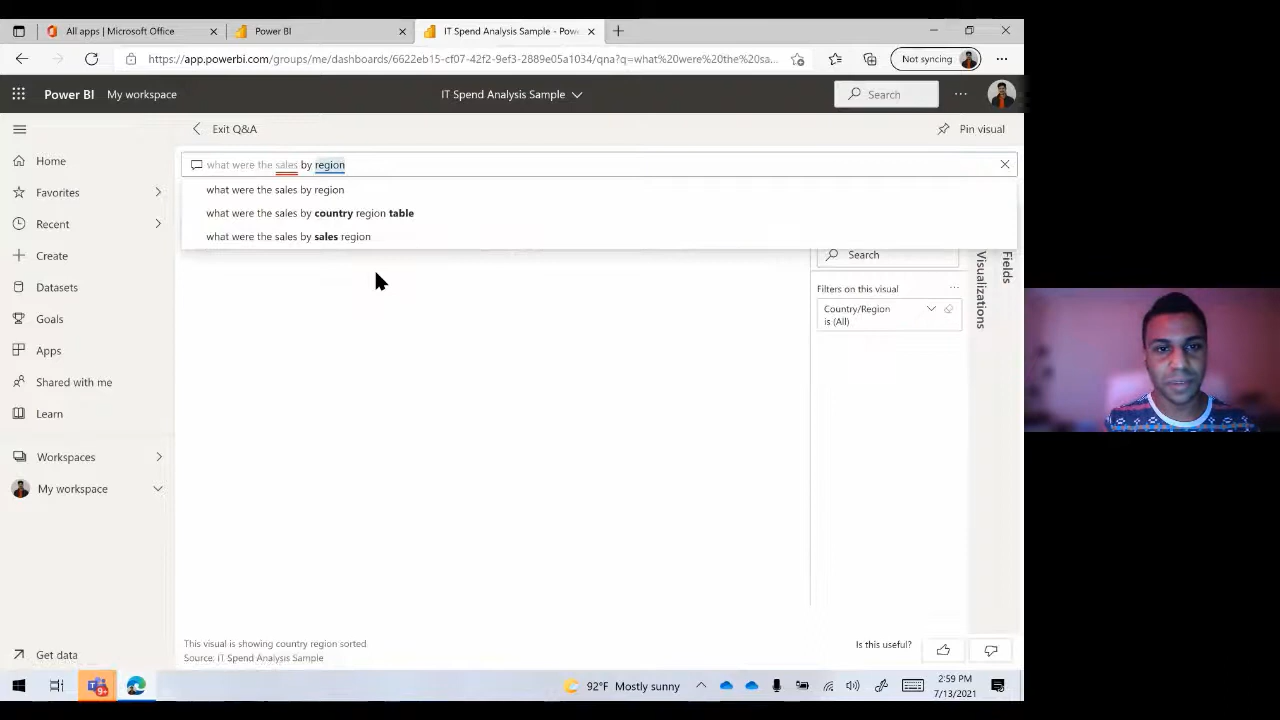 All apps | Microsoft Office
Power BI
IT Spend Analysis Sample - Powe
https://app.powerbi.com/groups/me/dashboards/6622eb15-cf07-42f2-9ef3-2889e05a1034/qna?q=what%20were%20the%20sa...
Not syncing
Power BI My workspace
IT Spend Analysis Sample
Search
Exit Q&A
Pin visual
what were the sales by region
what were the sales by region
what were the sales by country region table
what were the sales by sales region
Home
Favorites
Recent
Create
Datasets
Goals
Apps
Shared with me
Learn
Workspaces
My workspace
Get data
Search
Filters on this visual
Country/Region
is (All)
Visualizations
Fields
This visual is showing country region sorted
Source: IT Spend Analysis Sample
Is this useful?
9+
92°F Mostly sunny
2:59 PM
7/13/2021